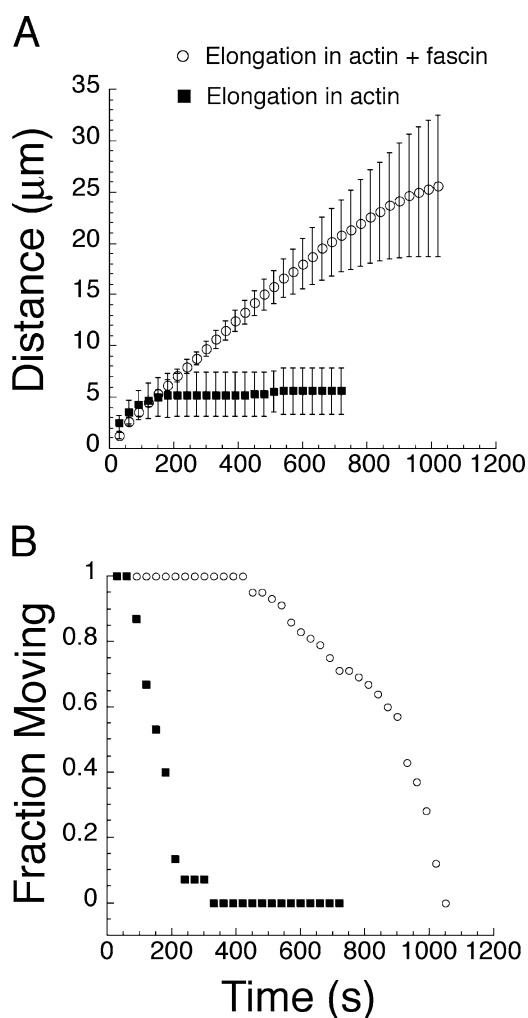 A
Elongation in actin + fascin
Elongation in actin
Distance (μm)
35
30
25
20
15
10
5
0
0 200 400 600 800 1000 1200
B
Fraction Moving
1
0.8
0.6
0.4
0.2
0
0 200 400 600 800 1000 1200
Time (s)